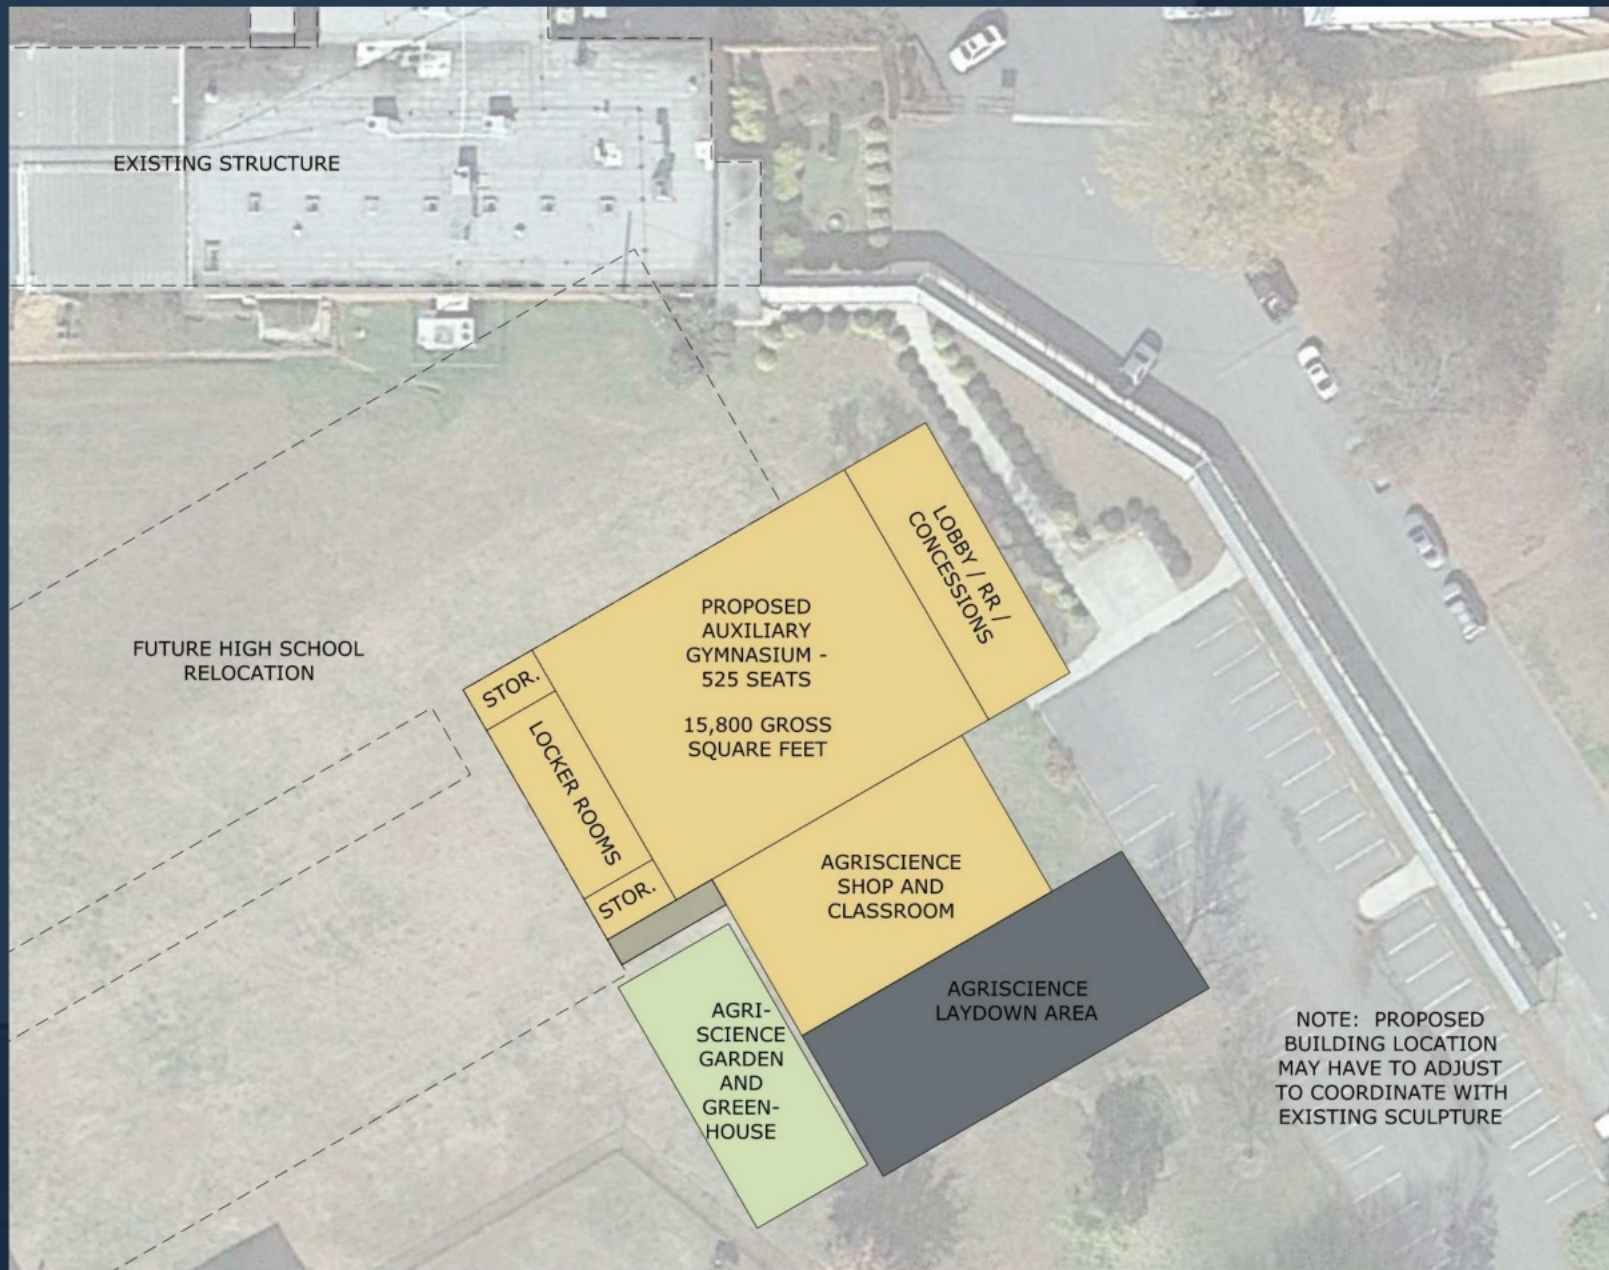 EXISTING STRUCTURE
LOBBY / RR /
CONCESSIONS
PROPOSED
AUXILIARY
GYMNASIUM -
525 SEATS
15,800 GROSS
SQUARE FEET
FUTURE HIGH SCHOOL
RELOCATION
STOR.
LOCKER ROOMS
STOR.
AGRISCIENCE
SHOP AND
CLASSROOM
AGRISCIENCE
LAYDOWN AREA
AGRI-
SCIENCE
GARDEN
AND
GREEN-
HOUSE
NOTE: PROPOSED
BUILDING LOCATION
MAY HAVE TO ADJUST
TO COORDINATE WITH
EXISTING SCULPTURE